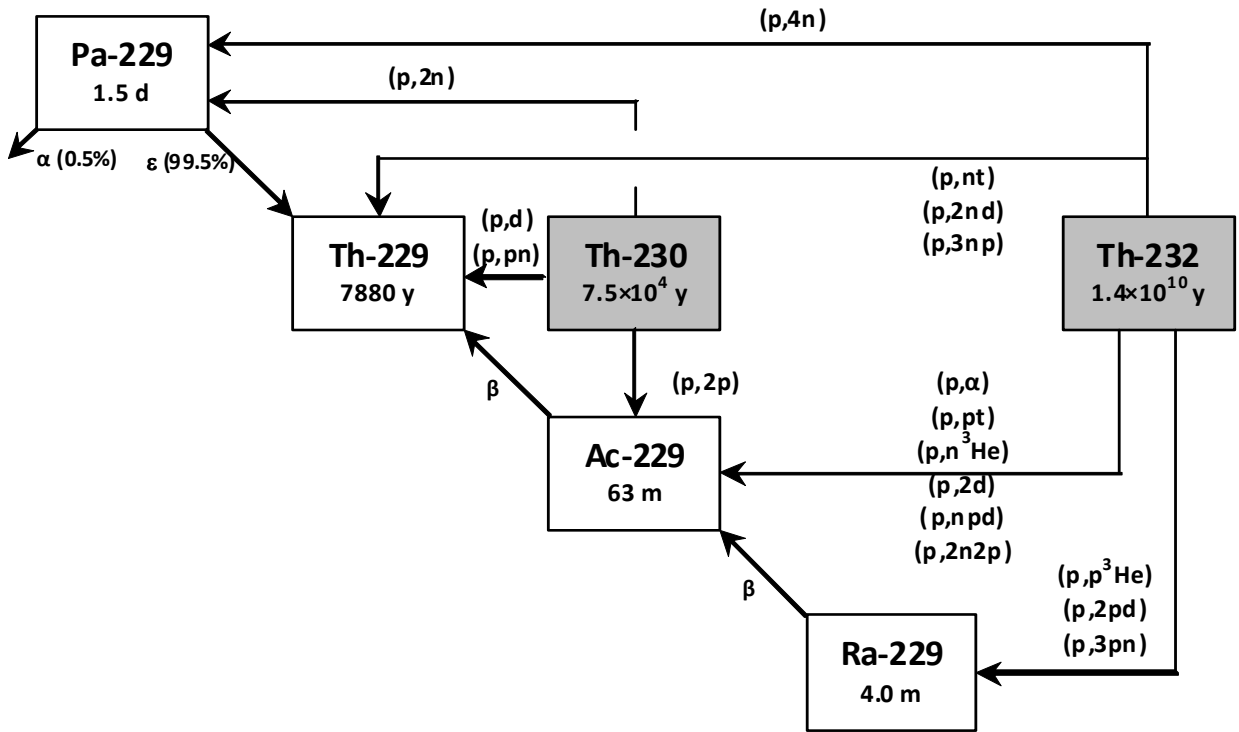 (p,4n)
Pa-229
1.5 d
(p,2n)
α (0.5%)
ε (99.5%)
(p,nt)
(p,2nd)
(p,3np)
(p,d)
(p,pn)
Th-229
7880 y
Th-230
7.5×10⁴ y
Th-232
1.4×10¹⁰ y
β
(p,2p)
(p,α)
(p,pt)
(p,n³He)
(p,2d)
(p,npd)
(p,2n2p)
Ac-229
63 m
β
(p,p³He)
(p,2pd)
(p,3pn)
Ra-229
4.0 m